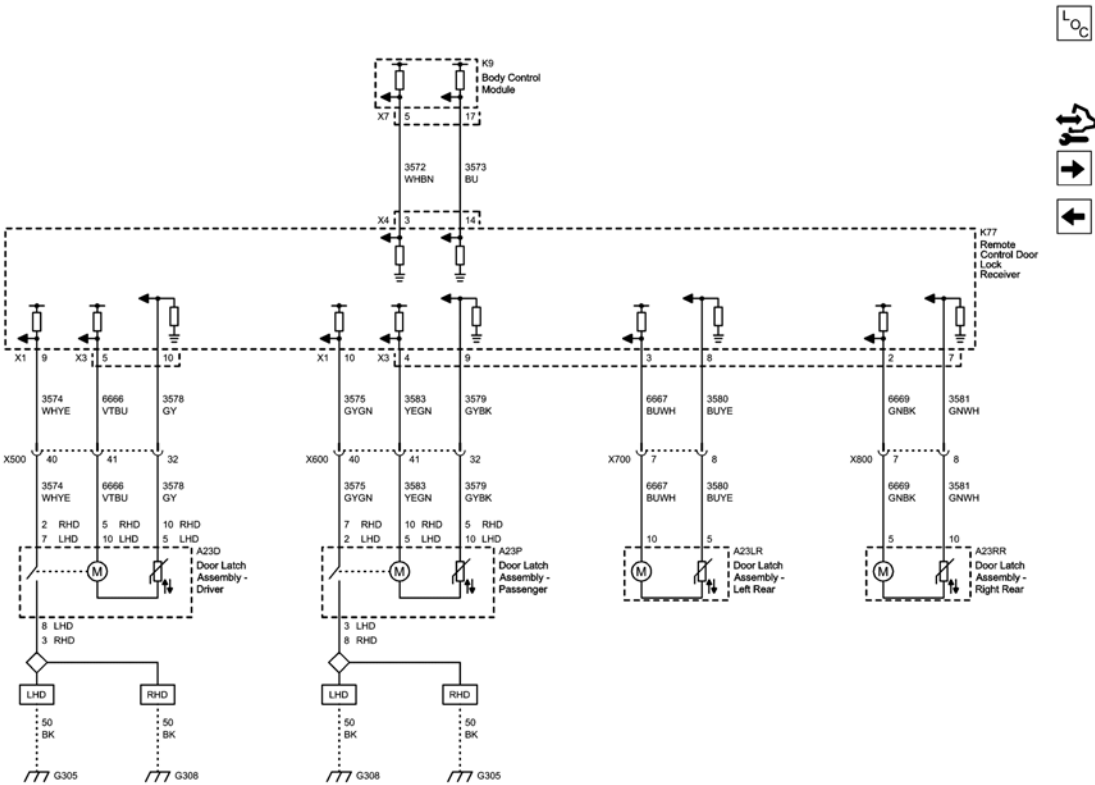 LOC
K9
Body Control
Module
X7 5 17
3572 3573
WHBN BU
X4 3 14
K77
Remote
Control Door
Lock
Receiver
X1 9 X3 5 10 X1 10 X3 4 9 3 8 2 7
3574 6666 3578 3575 3583 3579 6667 3580 6669 3581
WHYE VTBU GY GYGN YEGN GYBK BUWH BUYE GNBK GNWH
X500 40 41 32 X600 40 41 32 X700 7 8 X800 7 8
3574 6666 3578 3575 3583 3579 6667 3580 6669 3581
WHYE VTBU GY GYGN YEGN GYBK BUWH BUYE GNBK GNWH
2 RHD 5 RHD 10 RHD 7 RHD 10 RHD 5 RHD
7 LHD 10 LHD 5 LHD 2 LHD 5 LHD 10 LHD 10 5 5 10
A23D A23P A23LR A23RR
M Door Latch M Door Latch M Door Latch M Door Latch
Assembly - Assembly - Assembly - Assembly -
Driver Passenger Left Rear Right Rear
8 LHD 3 LHD
3 RHD 8 RHD
LHD RHD LHD RHD
50 50 50 50
BK BK BK BK
G305 G308 G308 G305